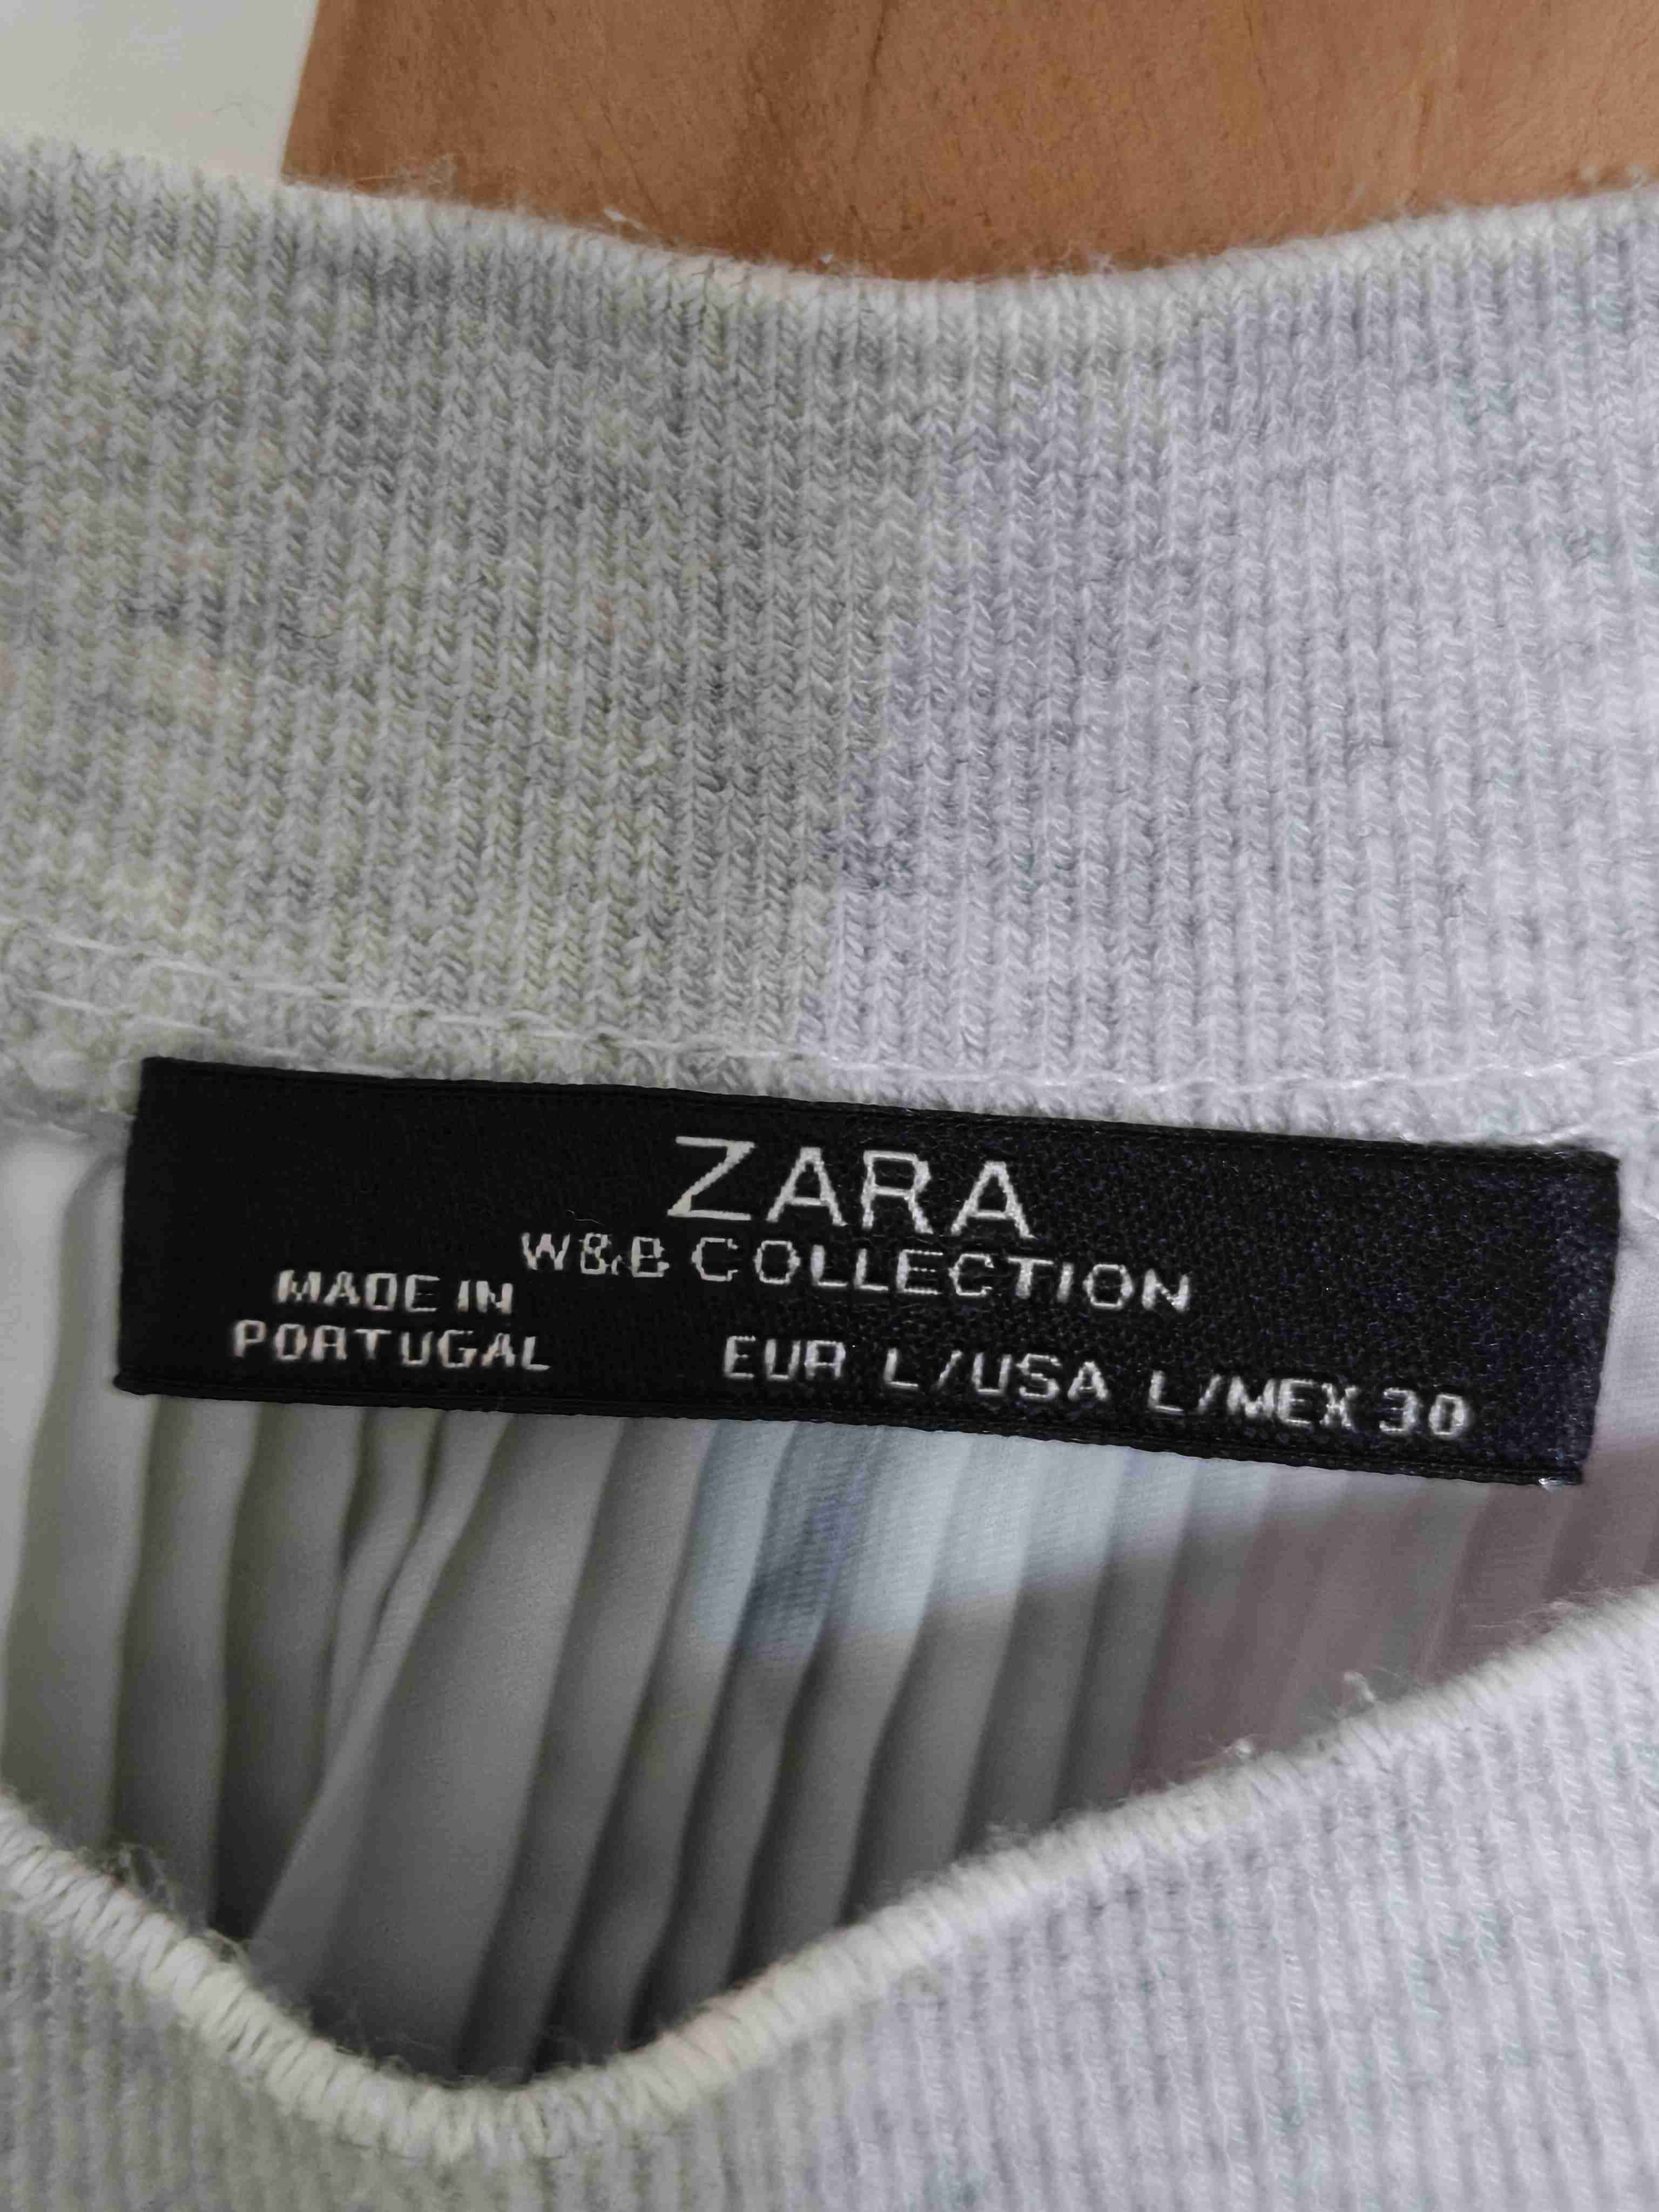 ZARA
W&B COLLECTION
MADE IN
PORTUGAL
EUR L/USA L/MEX 30